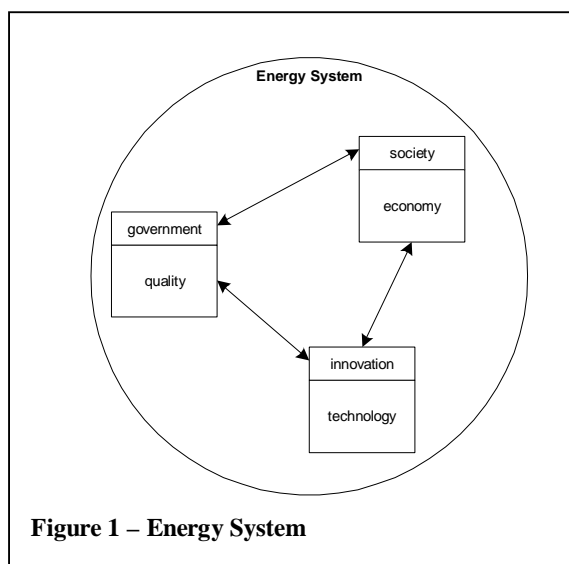 Energy System
society
economy
government
quality
innovation
technology
Figure 1 – Energy System